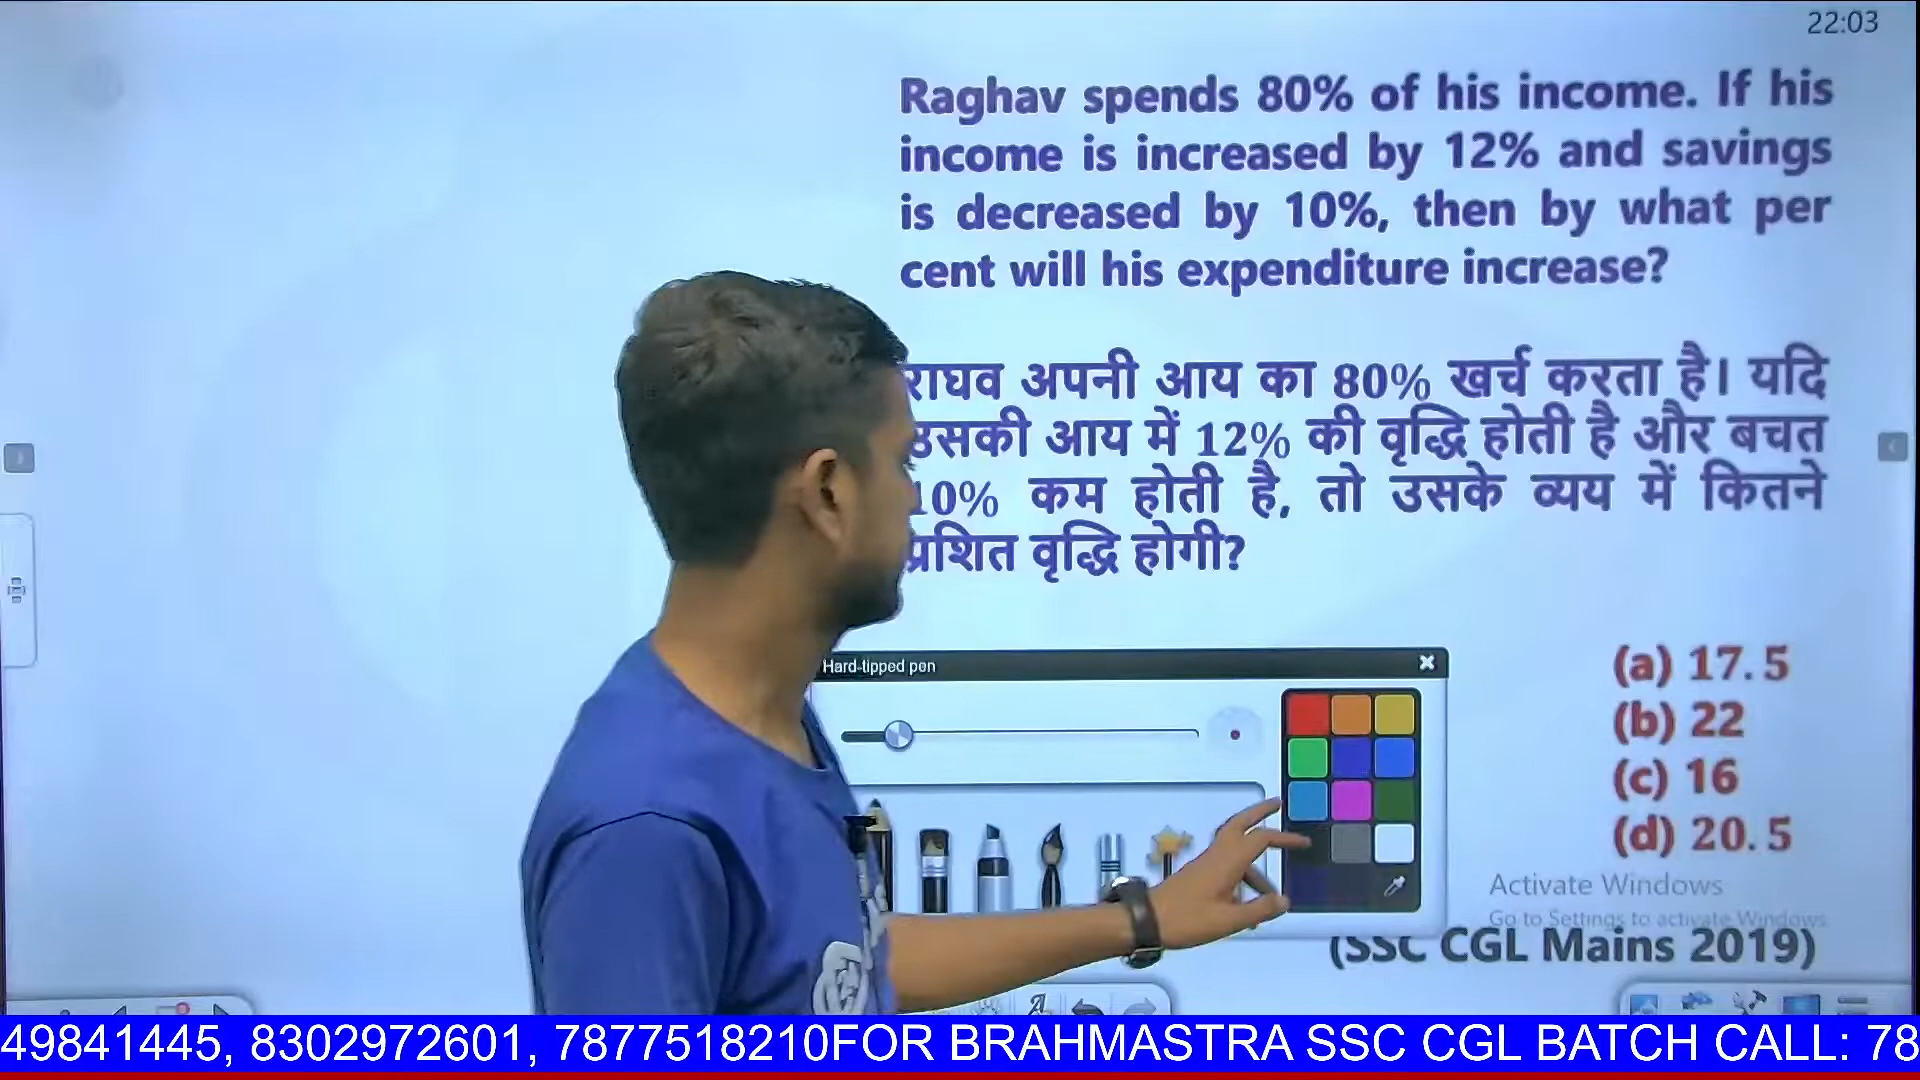 22:03
Raghav spends 80% of his income. If his
income is increased by 12% and savings
is decreased by 10%, then by what per
cent will his expenditure increase?
राघव अपनी आय का 80% खर्च करता है। यदि
उसकी आय में 12% की वृद्धि होती है और बचत
10% कम होती है, तो उसके व्यय में कितने
प्रशित वृद्धि होगी?
Hard-tipped pen
(a) 17.5
(b) 22
(c) 16
(d) 20.5
Activate Windows
Go to Settings to activate Windows
(SSC CGL Mains 2019)
49841445, 8302972601, 7877518210FOR BRAHMASTRA SSC CGL BATCH CALL: 78